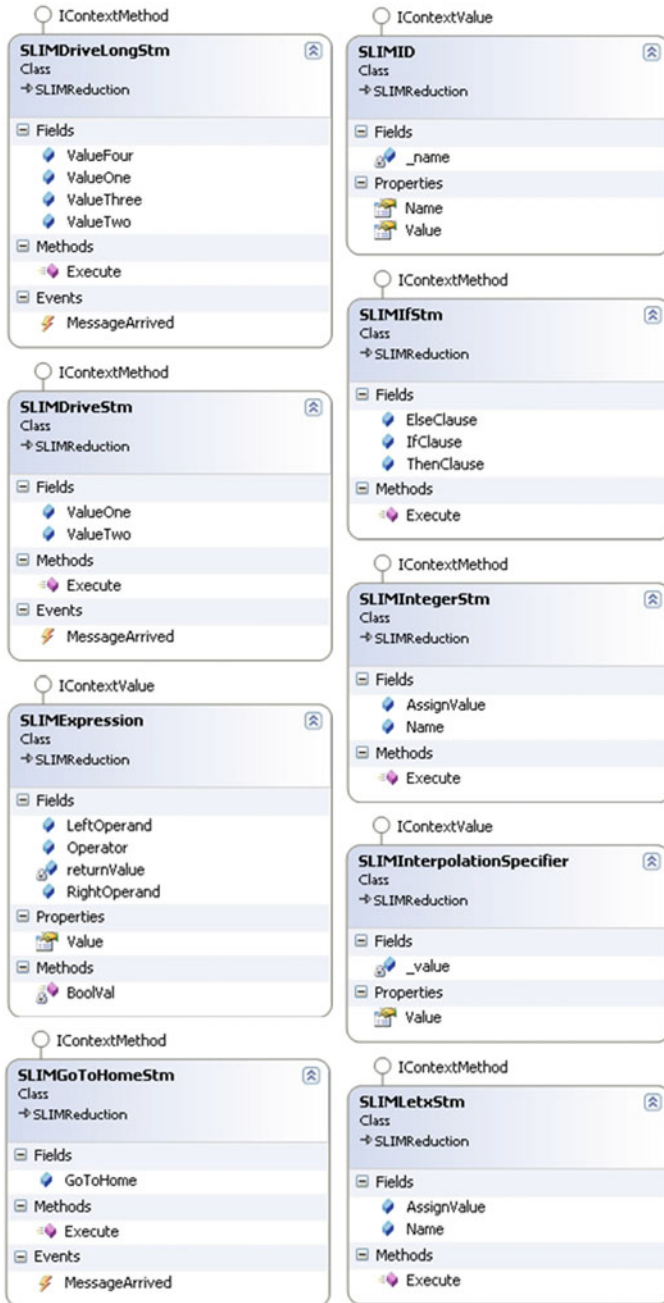 IContextMethod
SLIMDriveLongStm
Class
SLIMReduction
Fields
ValueFour
ValueOne
ValueThree
ValueTwo
Methods
Execute
Events
MessageArrived
IContextMethod
SLIMDriveStm
Class
SLIMReduction
Fields
ValueOne
ValueTwo
Methods
Execute
Events
MessageArrived
IContextValue
SLIMExpression
Class
SLIMReduction
Fields
LeftOperand
Operator
returnValue
RightOperand
Properties
Value
Methods
BoolVal
IContextMethod
SLIMGoToHomeStm
Class
SLIMReduction
Fields
GoToHome
Methods
Execute
Events
MessageArrived
IContextValue
SLIMID
Class
SLIMReduction
Fields
_name
Properties
Name
Value
IContextMethod
SLIMIfStm
Class
SLIMReduction
Fields
ElseClause
IfClause
ThenClause
Methods
Execute
IContextMethod
SLIMIntegerStm
Class
SLIMReduction
Fields
AssignValue
Name
Methods
Execute
IContextValue
SLIMInterpolationSpecifier
Class
SLIMReduction
Fields
_value
Properties
Value
IContextMethod
SLIMLetxStm
Class
SLIMReduction
Fields
AssignValue
Name
Methods
Execute